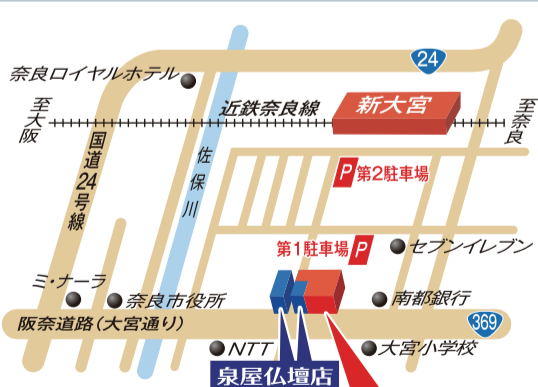 24
奈良ロイヤルホテル
近鉄奈良線
新大宮
至大阪
至奈良
国道24号線
佐保川
P 第2駐車場
第1駐車場 P
セブンイレブン
ミ・ナーラ
奈良市役所
南都銀行
阪奈道路(大宮通り)
369
NTT
大宮小学校
泉屋仏壇店